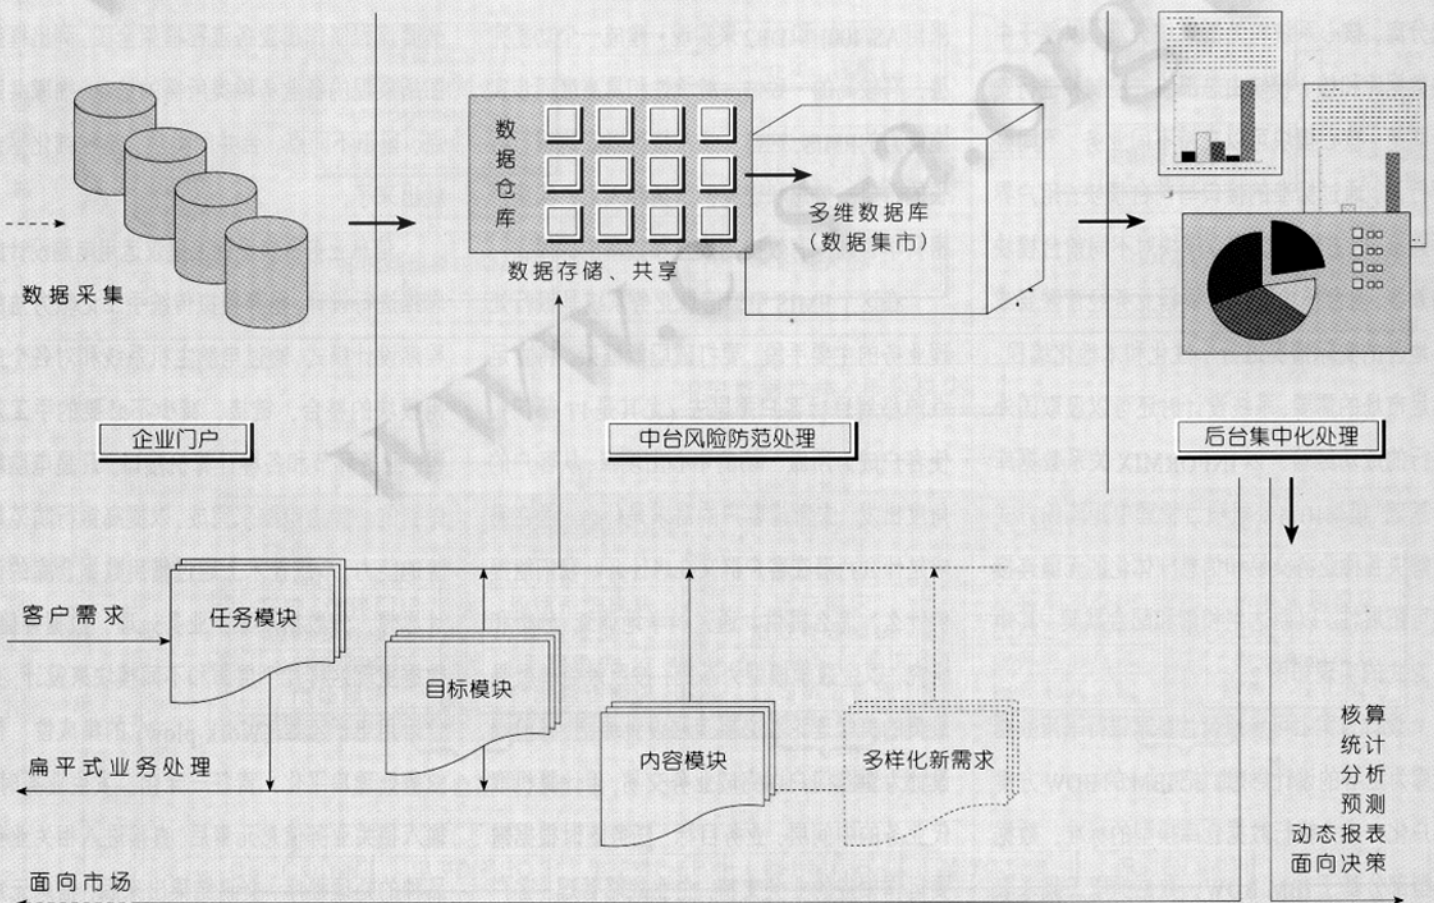 数据采集
数据仓库
数据存储、共享
多维数据库
(数据集市)
企业门户
中台风险防范处理
后台集中化处理
客户需求
任务模块
目标模块
内容模块
多样化新需求
扁平式业务处理
面向市场
核算
统计
分析
预测
动态报表
面向决策